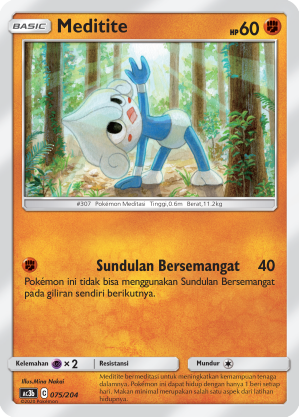 BASIC Meditite HP60
#307 Pokémon Meditasi Tinggi,0.6m Berat,11.2kg
Sundulan Bersemangat 40
Pokémon ini tidak bisa menggunakan Sundulan Bersemangat
pada giliran sendiri berikutnya.
Kelemahan ×2 Resistansi Mundur
Illus.Mina Nakai
Meditite bermeditasi untuk meningkatkan kemampuan tenaga
dalamnya. Pokémon ini dapat hidup dengan hanya 1 beri setiap
hari. Makan minimal merupakan salah satu aspek dari latihan.
ac3b C 075/204